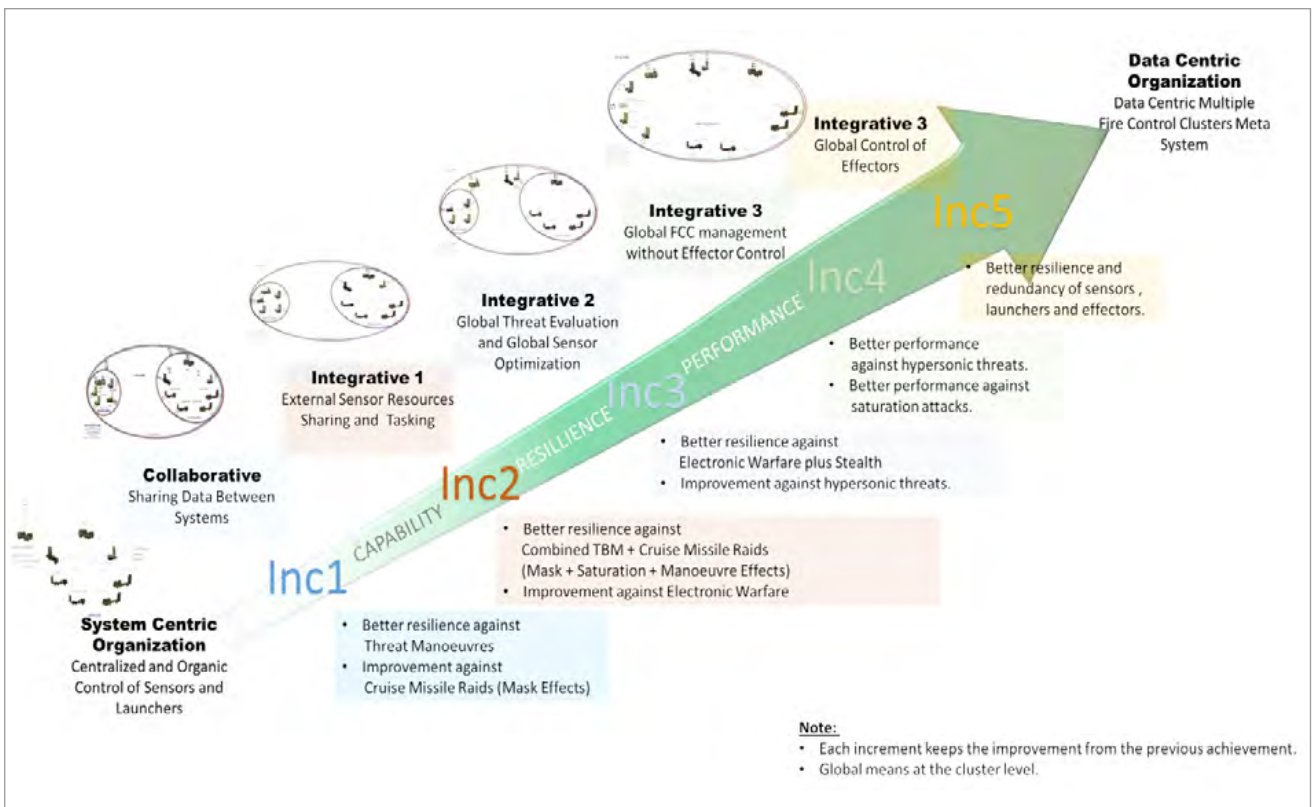 Data Centric
Organization
Data Centric Multiple
Fire Control Clusters Meta
System
Integrative 3
Global Control of
Effectors
Integrative 3
Global FCC management
without Effector Control
Integrative 2
Global Threat Evaluation
and Global Sensor
Optimization
Integrative 1
External Sensor Resources
Sharing and Tasking
Collaborative
Sharing Data Between
Systems
System Centric
Organization
Centralized and Organic
Control of Sensors and
Launchers
CAPABILITY
RESILLIENCE
PERFORMANCE
Inc1
• Better resilience against
Threat Manoeuvres
• Improvement against
Cruise Missile Raids (Mask Effects)
Inc2
• Better resilience against
Combined TBM + Cruise Missile Raids
(Mask + Saturation + Manoeuvre Effects)
• Improvement against Electronic Warfare
Inc3
• Better resilience against
Electronic Warfare plus Stealth
• Improvement against hypersonic threats.
Inc4
• Better performance
against hypersonic threats.
• Better performance against
saturation attacks.
Inc5
• Better resilience and
redundancy of sensors ,
launchers and effectors.
Note:
• Each increment keeps the improvement from the previous achievement.
• Global means at the cluster level.